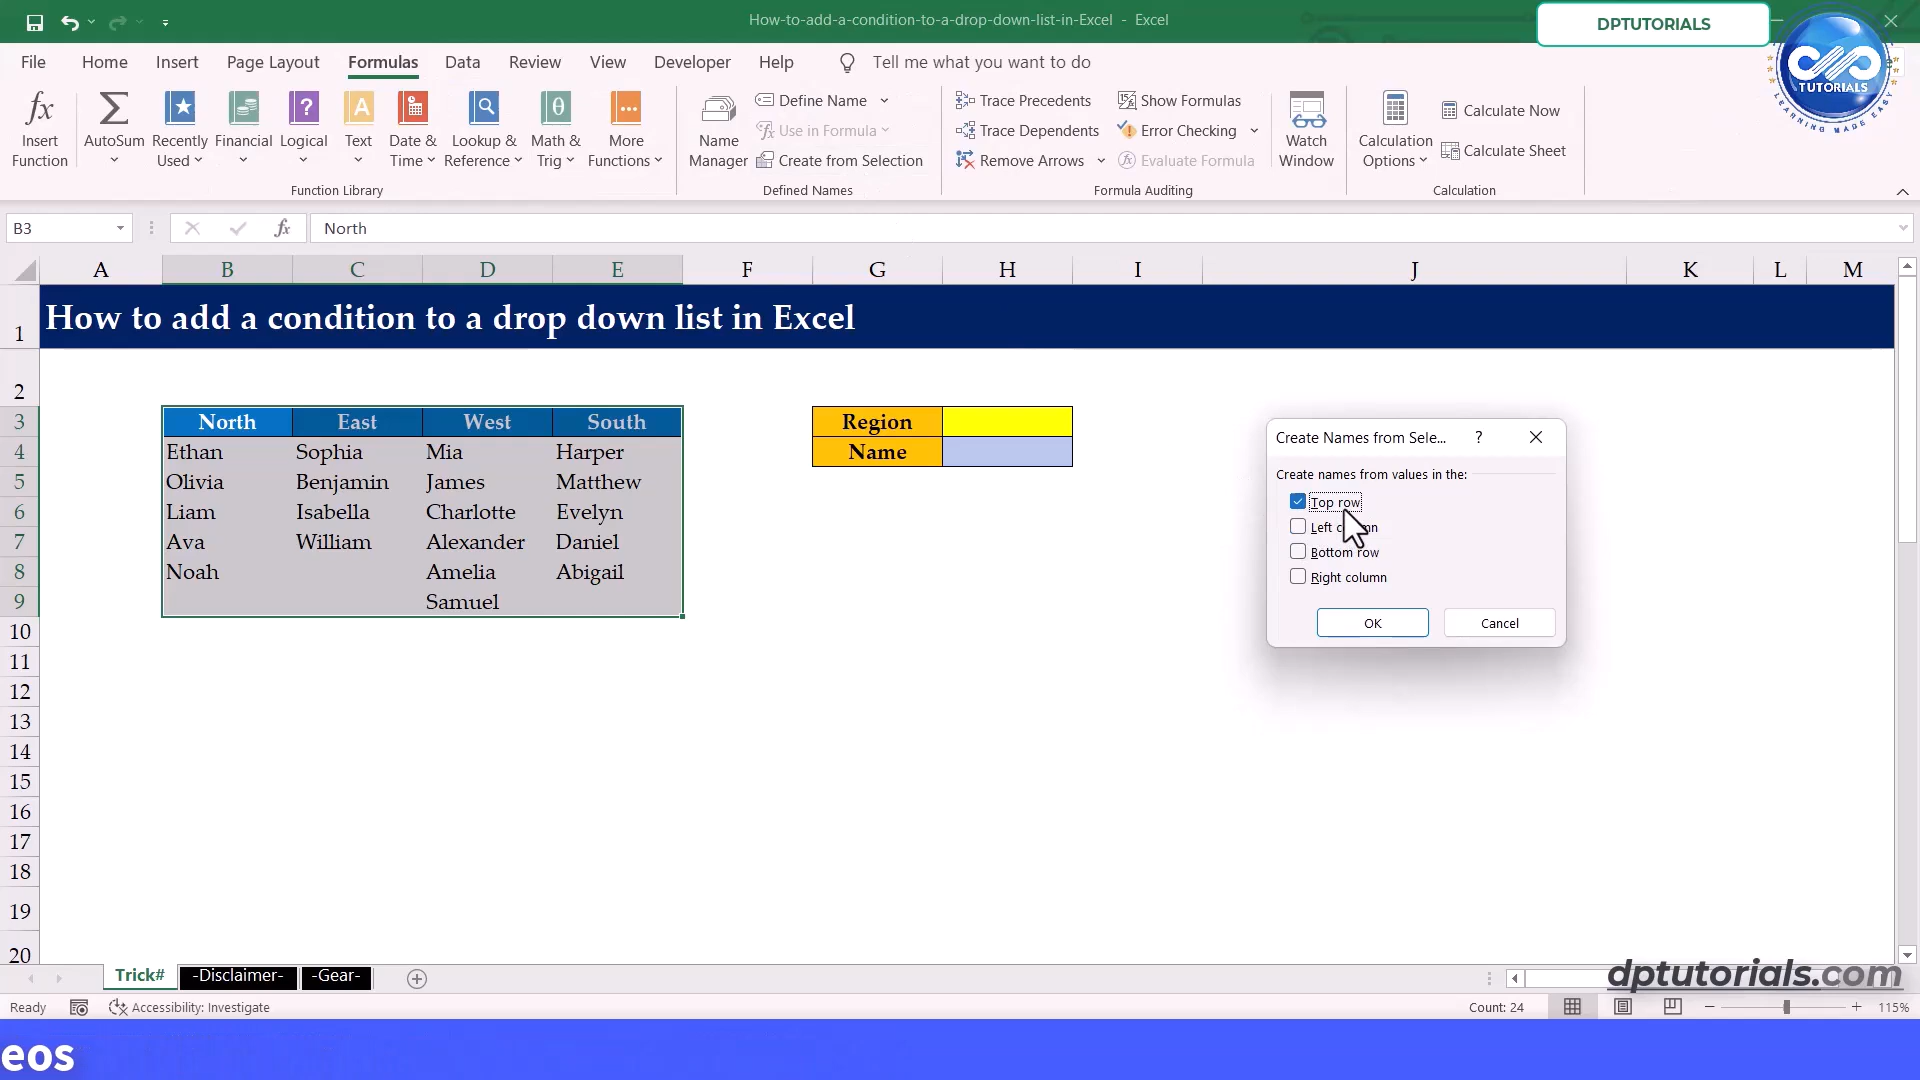 How-to-add-a-condition-to-a-drop-down-list-in-Excel - Excel
DPTUTORIALS
TUTORIALS
LEARNING MADE EASY
File Home Insert Page Layout Formulas Data Review View Developer Help Tell me what you want to do
Insert Function
AutoSum
Recently Used
Financial
Logical
Text
Date & Time
Lookup & Reference
Math & Trig
More Functions
Function Library
Name Manager
Define Name
Use in Formula
Create from Selection
Defined Names
Trace Precedents
Trace Dependents
Remove Arrows
Show Formulas
Error Checking
Evaluate Formula
Formula Auditing
Watch Window
Calculation Options
Calculate Now
Calculate Sheet
Calculation
B3 fx North
A B C D E F G H I J K L M
1 How to add a condition to a drop down list in Excel
2
3 North East West South Region
4 Ethan Sophia Mia Harper Name
5 Olivia Benjamin James Matthew
6 Liam Isabella Charlotte Evelyn
7 Ava William Alexander Daniel
8 Noah Amelia Abigail
9 Samuel
10
11
12
13
14
15
16
17
18
19
20
Create Names from Sele... ?
Create names from values in the:
Top row
Left column
Bottom row
Right column
OK Cancel
Trick# -Disclaimer- -Gear-
dptutorials.com
Ready Accessibility: Investigate Count: 24 115%
eos